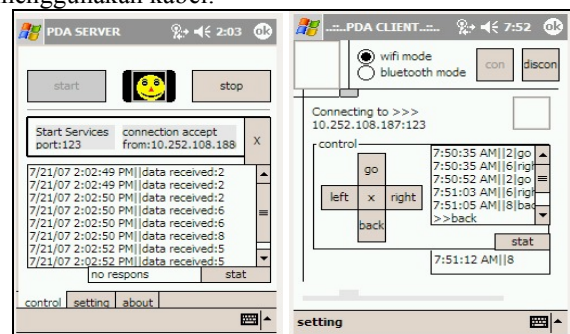 menggunakan kabel.
PDA SERVER 2:03 ok
start stop
Start Services connection accept
port:123 from:10.252.108.188 x
7/21/07 2:02:49 PM||data received:2
7/21/07 2:02:49 PM||data received:2
7/21/07 2:02:50 PM||data received:2
7/21/07 2:02:50 PM||data received:6
7/21/07 2:02:50 PM||data received:6
7/21/07 2:02:50 PM||data received:8
7/21/07 2:02:52 PM||data received:5
7/21/07 2:02:52 PM||data received:5
no respons stat
control setting about
..::..PDA CLIENT..::.. 7:52 ok
wifi mode
bluetooth mode
con discon
Connecting to >>>
10.252.108.187:123
control
go
left x right
back
7:50:35 AM||2|go
7:50:35 AM||6|righ
7:50:52 AM||2|go
7:51:03 AM||6|righ
7:51:05 AM||8|bac
>>back
stat
7:51:12 AM||8
setting